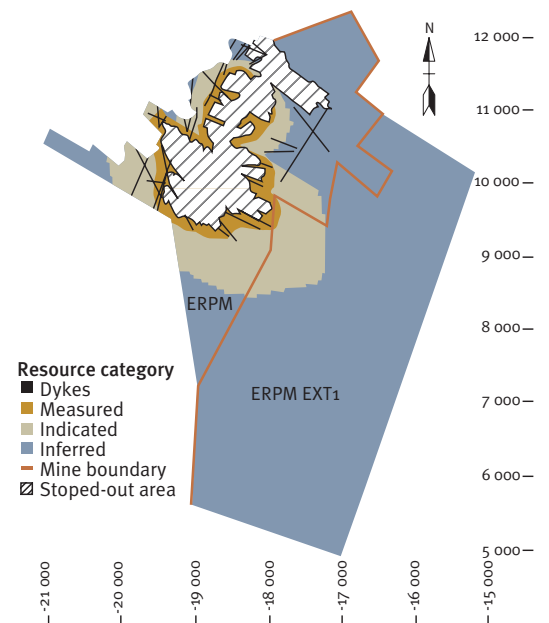 N
12 000
11 000
10 000
9 000
8 000
7 000
6 000
5 000
ERPM
ERPM EXT1
Resource category
Dykes
Measured
Indicated
Inferred
Mine boundary
Stoped-out area
-21 000
-20 000
-19 000
-18 000
-17 000
-16 000
-15 000